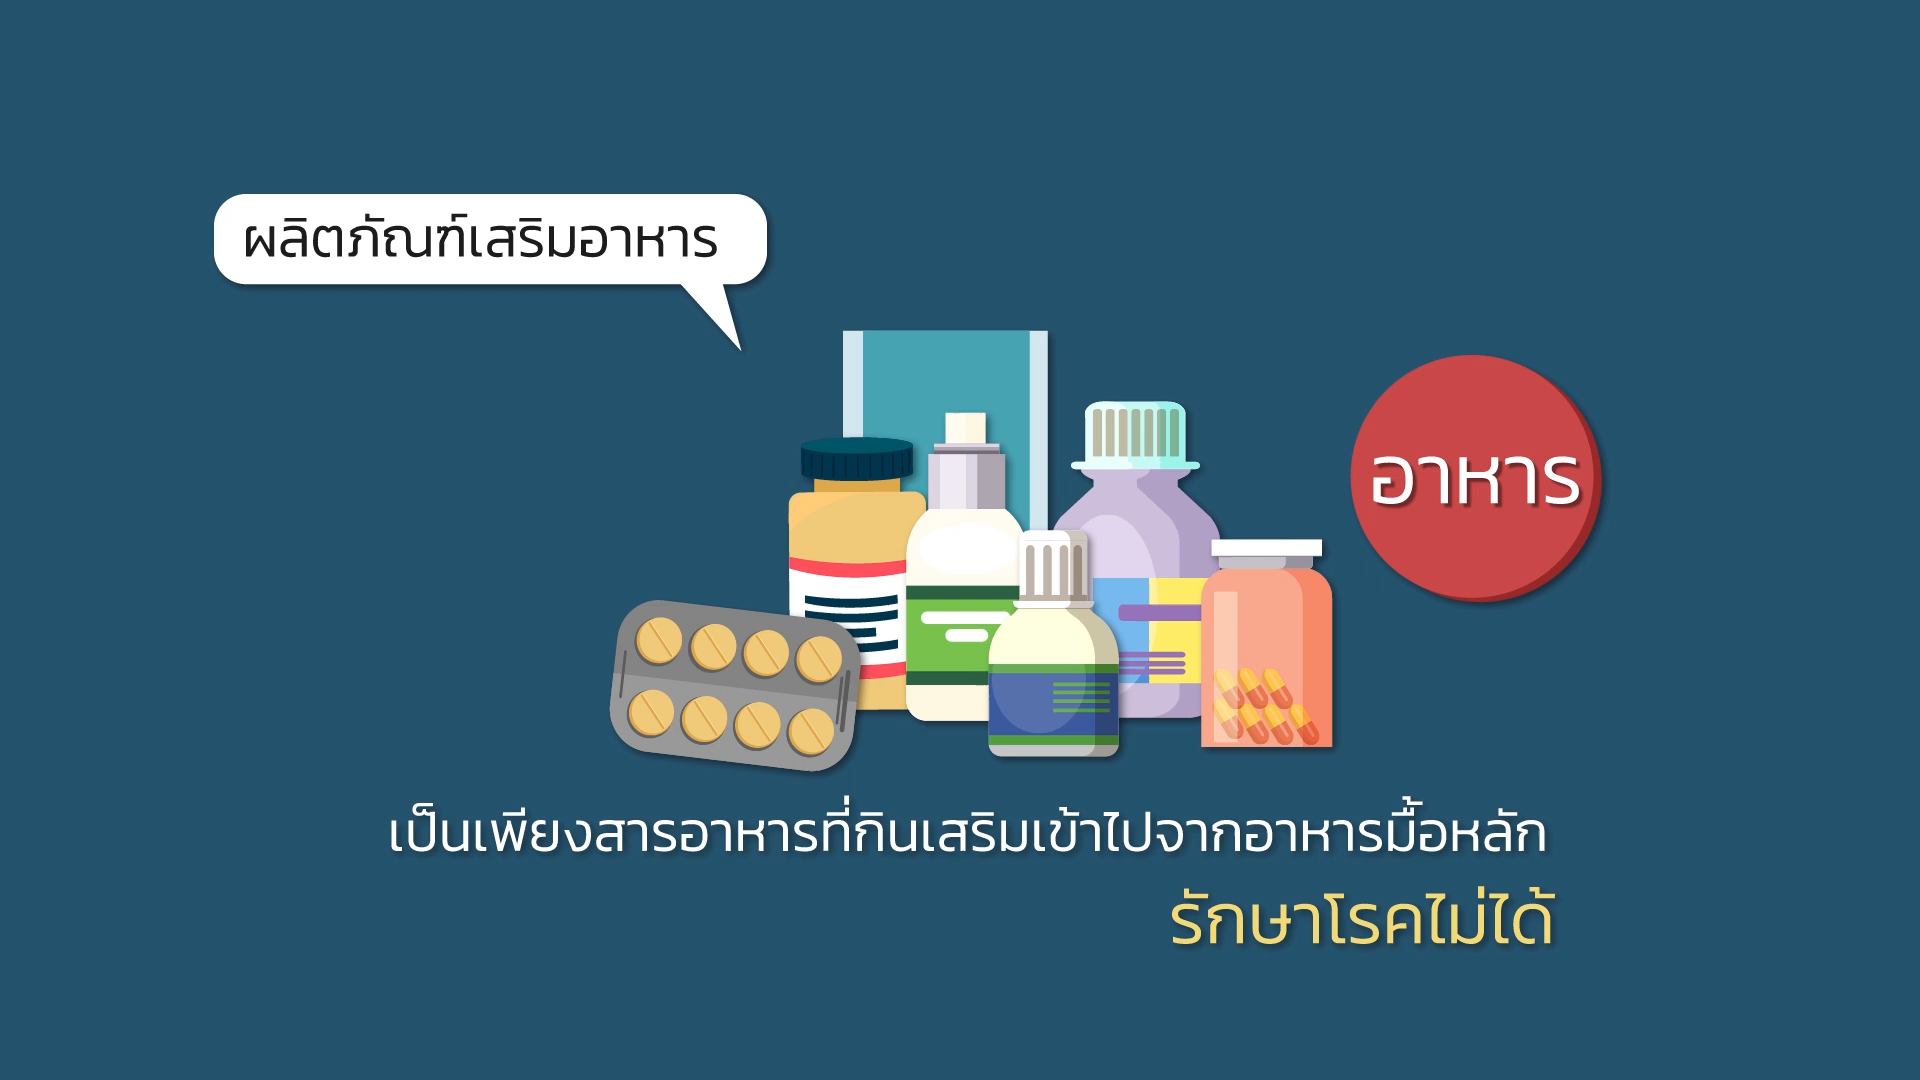 ผลิตภัณฑ์เสริมอาหาร
อาหาร
เป็นเพียงสารอาหารที่กินเสริมเข้าไปจากอาหารมื้อหลัก
รักษาโรคไม่ได้